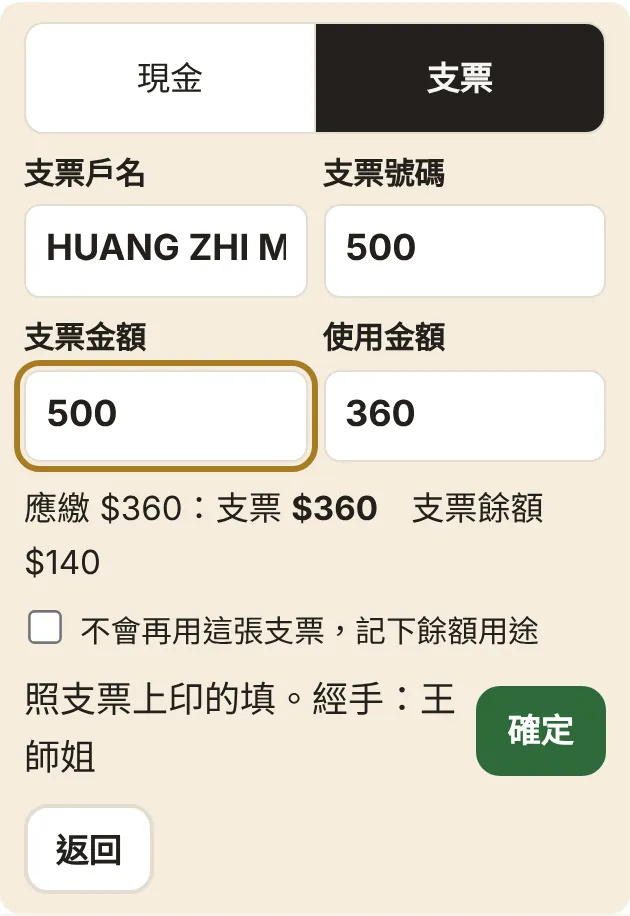 現金 支票
支票戶名 支票號碼
HUANG ZHI M 500
支票金額 使用金額
500 360
應繳 $360：支票 $360 支票餘額
$140
不會再用這張支票，記下餘額用途
照支票上印的填。經手：王
師姐
確定
返回